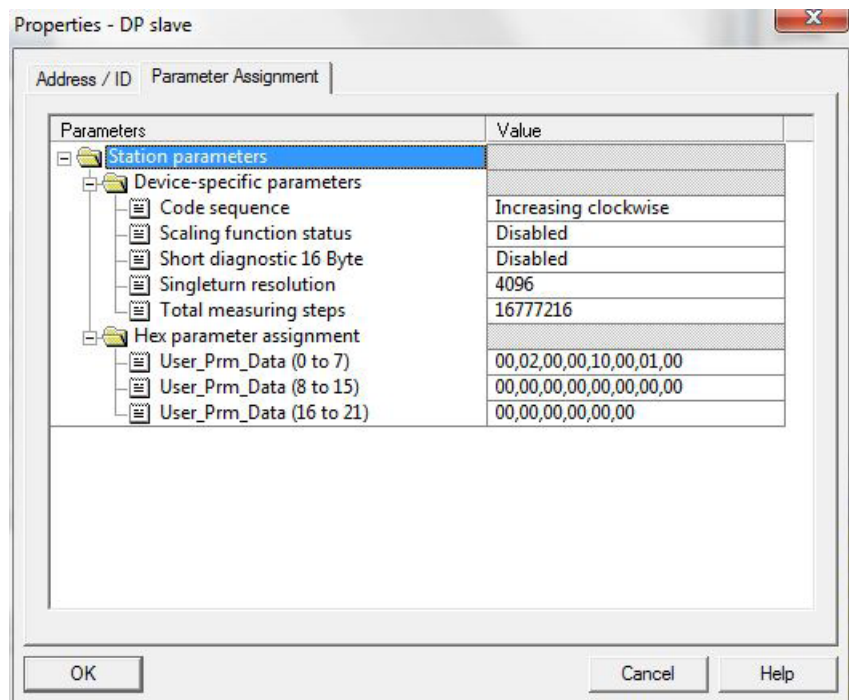 Properties - DP slave
Address / ID Parameter Assignment
Parameters Value
Station parameters
Device-specific parameters
Code sequence Increasing clockwise
Scaling function status Disabled
Short diagnostic 16 Byte Disabled
Singleturn resolution 4096
Total measuring steps 16777216
Hex parameter assignment
User_Prm_Data (0 to 7) 00,02,00,00,10,00,01,00
User_Prm_Data (8 to 15) 00,00,00,00,00,00,00,00
User_Prm_Data (16 to 21) 00,00,00,00,00,00
OK Cancel Help